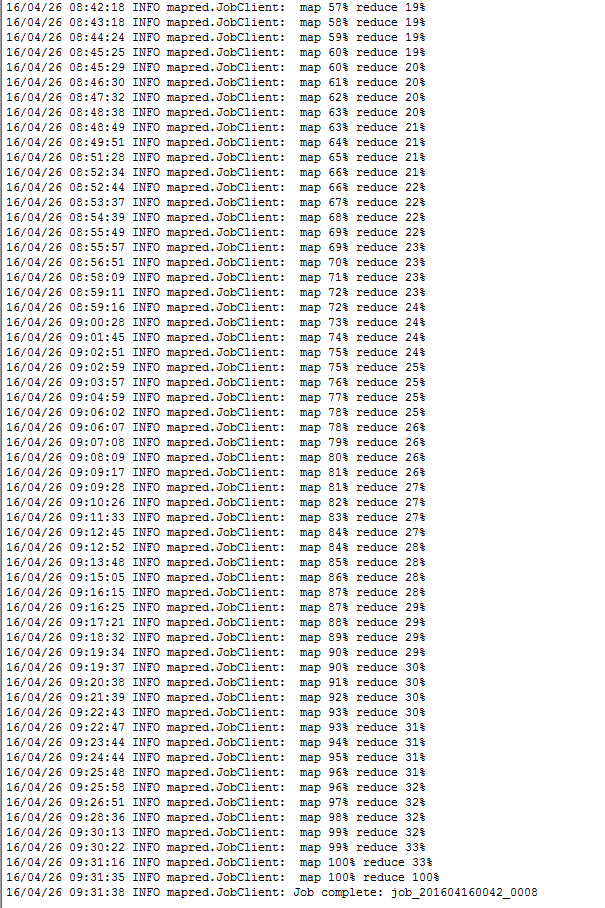 16/04/26 08:42:18 INFO mapred.JobClient:  map 57% reduce 19%
16/04/26 08:43:18 INFO mapred.JobClient:  map 58% reduce 19%
16/04/26 08:44:24 INFO mapred.JobClient:  map 59% reduce 19%
16/04/26 08:45:25 INFO mapred.JobClient:  map 60% reduce 19%
16/04/26 08:45:29 INFO mapred.JobClient:  map 60% reduce 20%
16/04/26 08:46:30 INFO mapred.JobClient:  map 61% reduce 20%
16/04/26 08:47:32 INFO mapred.JobClient:  map 62% reduce 20%
16/04/26 08:48:38 INFO mapred.JobClient:  map 63% reduce 20%
16/04/26 08:48:49 INFO mapred.JobClient:  map 63% reduce 21%
16/04/26 08:49:51 INFO mapred.JobClient:  map 64% reduce 21%
16/04/26 08:51:28 INFO mapred.JobClient:  map 65% reduce 21%
16/04/26 08:52:34 INFO mapred.JobClient:  map 66% reduce 21%
16/04/26 08:52:44 INFO mapred.JobClient:  map 66% reduce 22%
16/04/26 08:53:37 INFO mapred.JobClient:  map 67% reduce 22%
16/04/26 08:54:39 INFO mapred.JobClient:  map 68% reduce 22%
16/04/26 08:55:49 INFO mapred.JobClient:  map 69% reduce 22%
16/04/26 08:55:57 INFO mapred.JobClient:  map 69% reduce 23%
16/04/26 08:56:51 INFO mapred.JobClient:  map 70% reduce 23%
16/04/26 08:58:09 INFO mapred.JobClient:  map 71% reduce 23%
16/04/26 08:59:11 INFO mapred.JobClient:  map 72% reduce 23%
16/04/26 08:59:16 INFO mapred.JobClient:  map 72% reduce 24%
16/04/26 09:00:28 INFO mapred.JobClient:  map 73% reduce 24%
16/04/26 09:01:45 INFO mapred.JobClient:  map 74% reduce 24%
16/04/26 09:02:51 INFO mapred.JobClient:  map 75% reduce 24%
16/04/26 09:02:59 INFO mapred.JobClient:  map 75% reduce 25%
16/04/26 09:03:57 INFO mapred.JobClient:  map 76% reduce 25%
16/04/26 09:04:59 INFO mapred.JobClient:  map 77% reduce 25%
16/04/26 09:06:02 INFO mapred.JobClient:  map 78% reduce 25%
16/04/26 09:06:07 INFO mapred.JobClient:  map 78% reduce 26%
16/04/26 09:07:08 INFO mapred.JobClient:  map 79% reduce 26%
16/04/26 09:08:09 INFO mapred.JobClient:  map 80% reduce 26%
16/04/26 09:09:17 INFO mapred.JobClient:  map 81% reduce 26%
16/04/26 09:09:28 INFO mapred.JobClient:  map 81% reduce 27%
16/04/26 09:10:26 INFO mapred.JobClient:  map 82% reduce 27%
16/04/26 09:11:33 INFO mapred.JobClient:  map 83% reduce 27%
16/04/26 09:12:45 INFO mapred.JobClient:  map 84% reduce 27%
16/04/26 09:12:52 INFO mapred.JobClient:  map 84% reduce 28%
16/04/26 09:13:48 INFO mapred.JobClient:  map 85% reduce 28%
16/04/26 09:15:05 INFO mapred.JobClient:  map 86% reduce 28%
16/04/26 09:16:15 INFO mapred.JobClient:  map 87% reduce 28%
16/04/26 09:16:25 INFO mapred.JobClient:  map 87% reduce 29%
16/04/26 09:17:21 INFO mapred.JobClient:  map 88% reduce 29%
16/04/26 09:18:32 INFO mapred.JobClient:  map 89% reduce 29%
16/04/26 09:19:34 INFO mapred.JobClient:  map 90% reduce 29%
16/04/26 09:19:37 INFO mapred.JobClient:  map 90% reduce 30%
16/04/26 09:20:38 INFO mapred.JobClient:  map 91% reduce 30%
16/04/26 09:21:39 INFO mapred.JobClient:  map 92% reduce 30%
16/04/26 09:22:43 INFO mapred.JobClient:  map 93% reduce 30%
16/04/26 09:22:47 INFO mapred.JobClient:  map 93% reduce 31%
16/04/26 09:23:44 INFO mapred.JobClient:  map 94% reduce 31%
16/04/26 09:24:44 INFO mapred.JobClient:  map 95% reduce 31%
16/04/26 09:25:48 INFO mapred.JobClient:  map 96% reduce 31%
16/04/26 09:25:58 INFO mapred.JobClient:  map 96% reduce 32%
16/04/26 09:26:51 INFO mapred.JobClient:  map 97% reduce 32%
16/04/26 09:28:36 INFO mapred.JobClient:  map 98% reduce 32%
16/04/26 09:30:13 INFO mapred.JobClient:  map 99% reduce 32%
16/04/26 09:30:22 INFO mapred.JobClient:  map 99% reduce 33%
16/04/26 09:31:16 INFO mapred.JobClient:  map 100% reduce 33%
16/04/26 09:31:35 INFO mapred.JobClient:  map 100% reduce 100%
16/04/26 09:31:38 INFO mapred.JobClient: Job complete: job_201604160042_0008